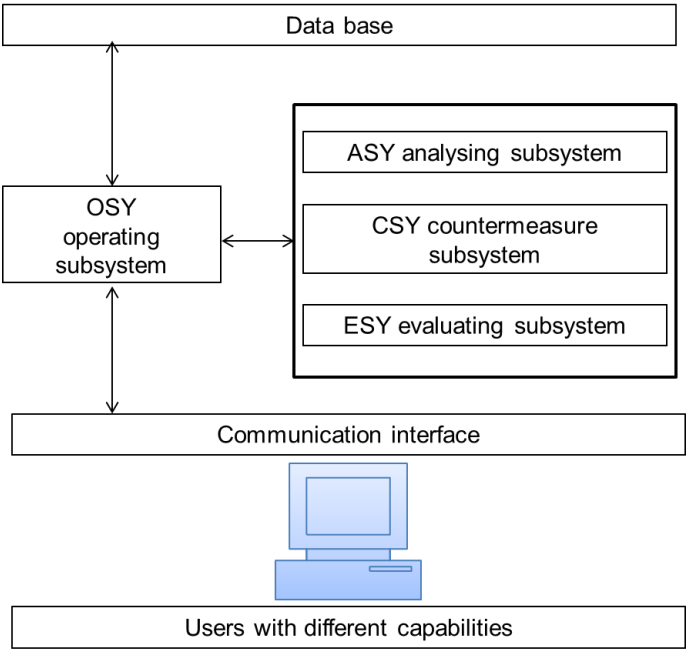 Data base
ASY analysing subsystem
OSY
operating
subsystem
CSY countermeasure
subsystem
ESY evaluating subsystem
Communication interface
Users with different capabilities